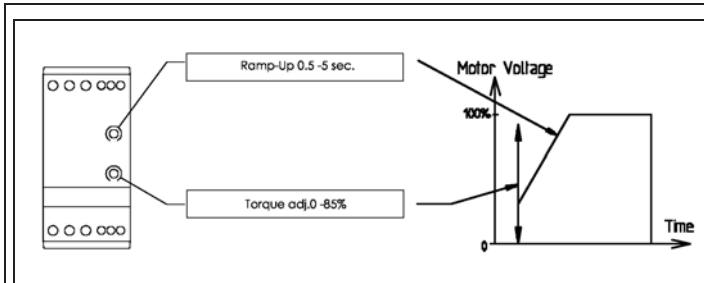 Ramp-Up 0.5 -5 sec.
Motor Voltage
100%
Torque adj.0 -85%
Time
0